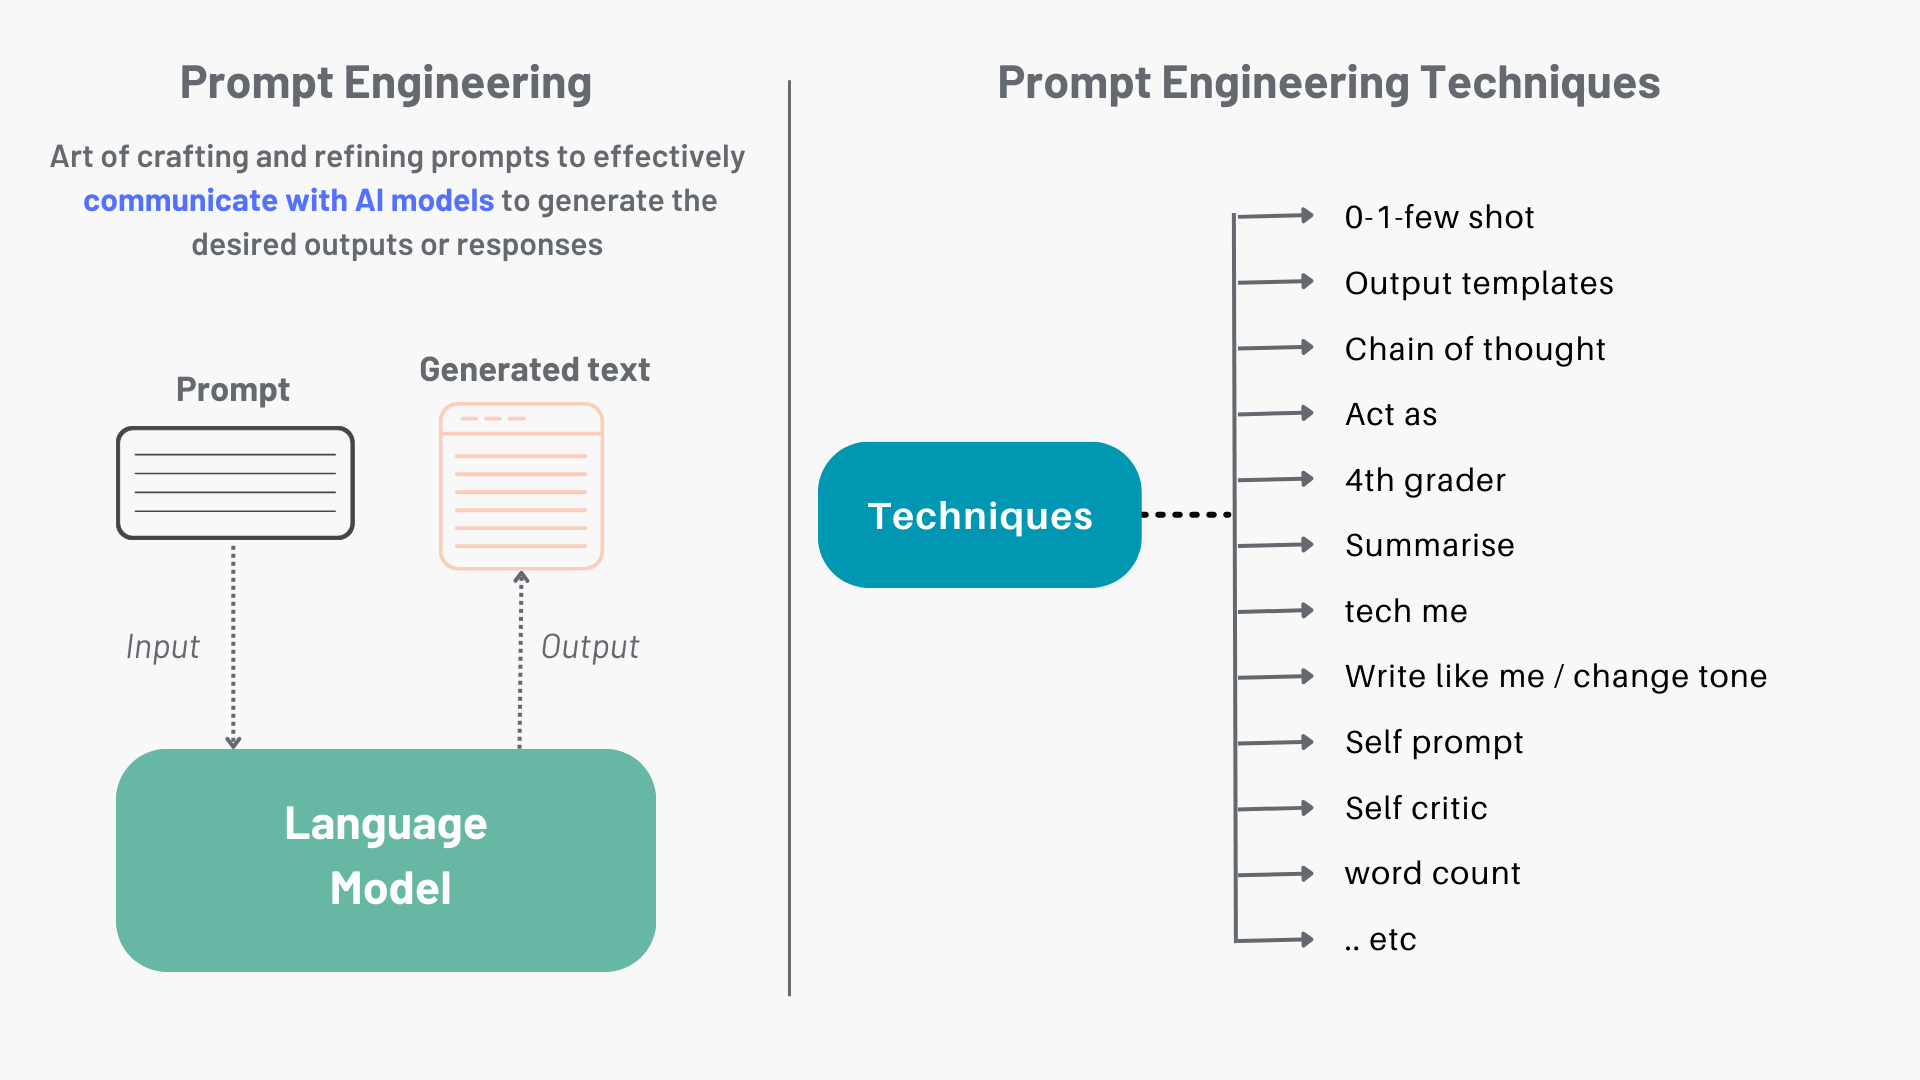 Prompt Engineering
Art of crafting and refining prompts to effectively
communicate with AI models to generate the
desired outputs or responses
Prompt
Generated text
Input
Output
Language
Model
Prompt Engineering Techniques
Techniques
0-1-few shot
Output templates
Chain of thought
Act as
4th grader
Summarise
tech me
Write like me / change tone
Self prompt
Self critic
word count
.. etc